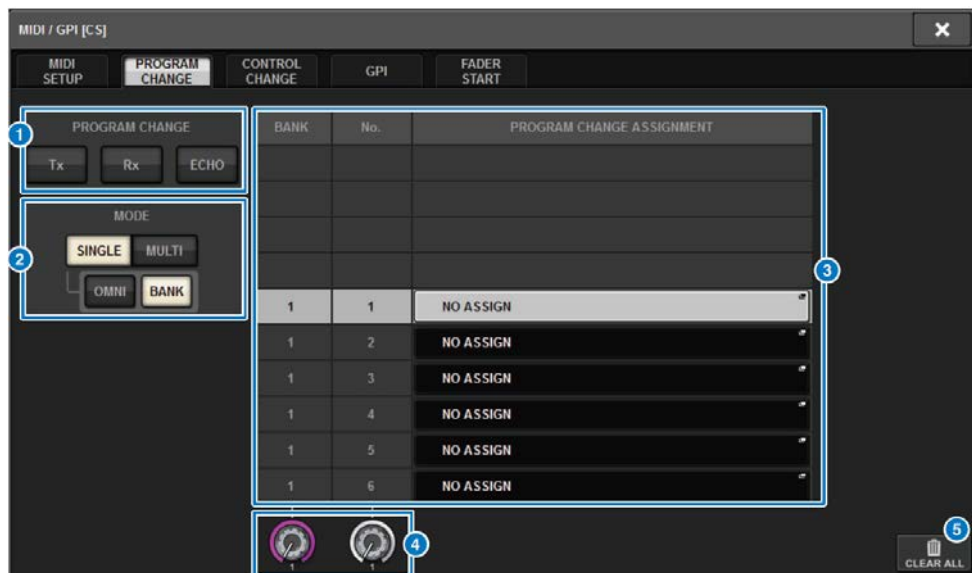 MIDI / GPI [CS]
MIDI SETUP
PROGRAM CHANGE
CONTROL CHANGE
GPI
FADER START
1
PROGRAM CHANGE
Tx
Rx
ECHO
2
MODE
SINGLE
MULTI
OMNI
BANK
BANK No. PROGRAM CHANGE ASSIGNMENT
3
1 1 NO ASSIGN
1 2 NO ASSIGN
1 3 NO ASSIGN
1 4 NO ASSIGN
1 5 NO ASSIGN
1 6 NO ASSIGN
1 1
4
5
CLEAR ALL